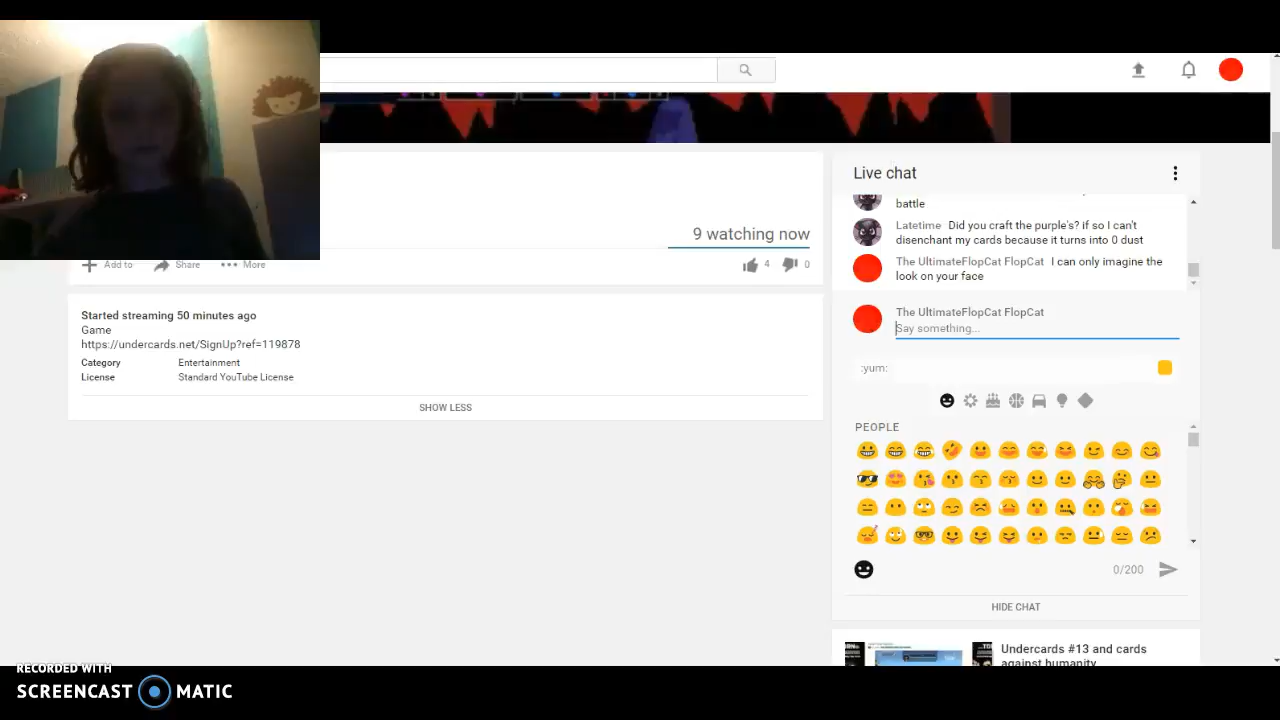 Live chat
battle
9 watching now
Latetime Did you craft the purple's? if so I can't
disenchant my cards because it turns into 0 dust
The UltimateFlopCat FlopCat I can only imagine the
look on your face
Add to Share More 4 0
The UltimateFlopCat FlopCat
Say something...
Started streaming 50 minutes ago
Game
https://undercards.net/SignUp?ref=119878
Category Entertainment
License Standard YouTube License
:yum:
SHOW LESS
PEOPLE
0/200
HIDE CHAT
Undercards #13 and cards
against humanity
RECORDED WITH
SCREENCAST MATIC